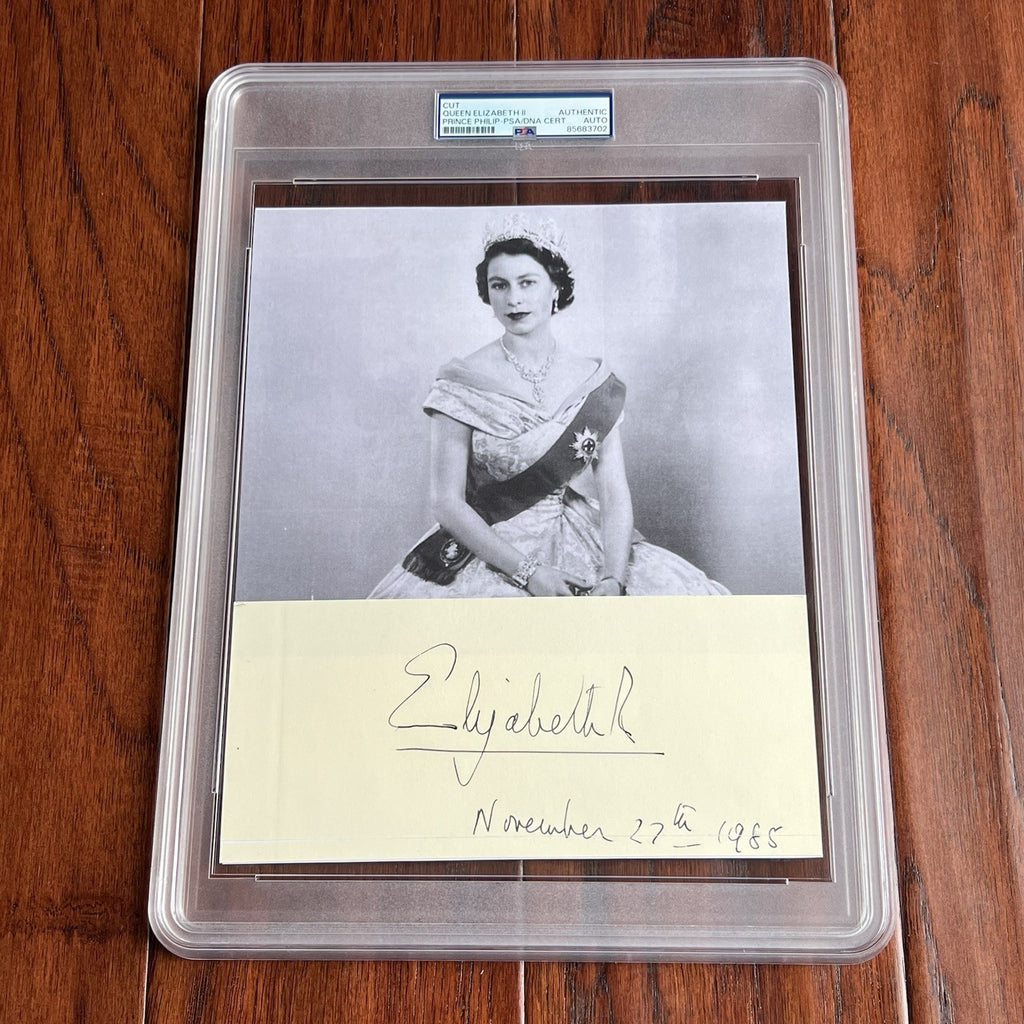 CUT
QUEEN ELIZABETH II AUTHENTIC
PRINCE PHILIP-PSA/DNA CERT AUTO
PSA 85683702
Elizabeth R
November 27th 1985